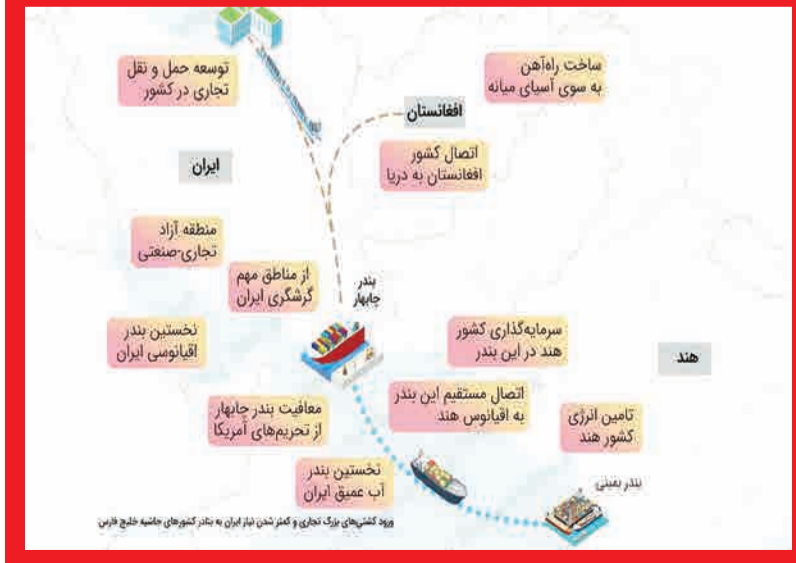 توسعه حمل و نقل
تجاری در کشور
ساخت راه‌آهن
به سوی آسیای میانه
افغانستان
اتصال کشور
افغانستان به دریا
ایران
منطقه آزاد
تجاری-صنعتی
از مناطق مهم
گرشگری ایران
بندر
چابهار
نخستین بندر
اقیانوسی ایران
سرمایه‌گذاری کشور
هند در این بندر
هند
معافیت بندر چابهار
از تحریم‌های آمریکا
اتصال مستقیم این بندر
به اقیانوس هند
تامین انرژی
کشور هند
نخستین بندر
آب عمیق ایران
بندر بمبئی
ورود کشتی‌های بزرگ تجاری و کمتر شدن نیاز ایران به بنادر کشورهای حاشیه خلیج فارس